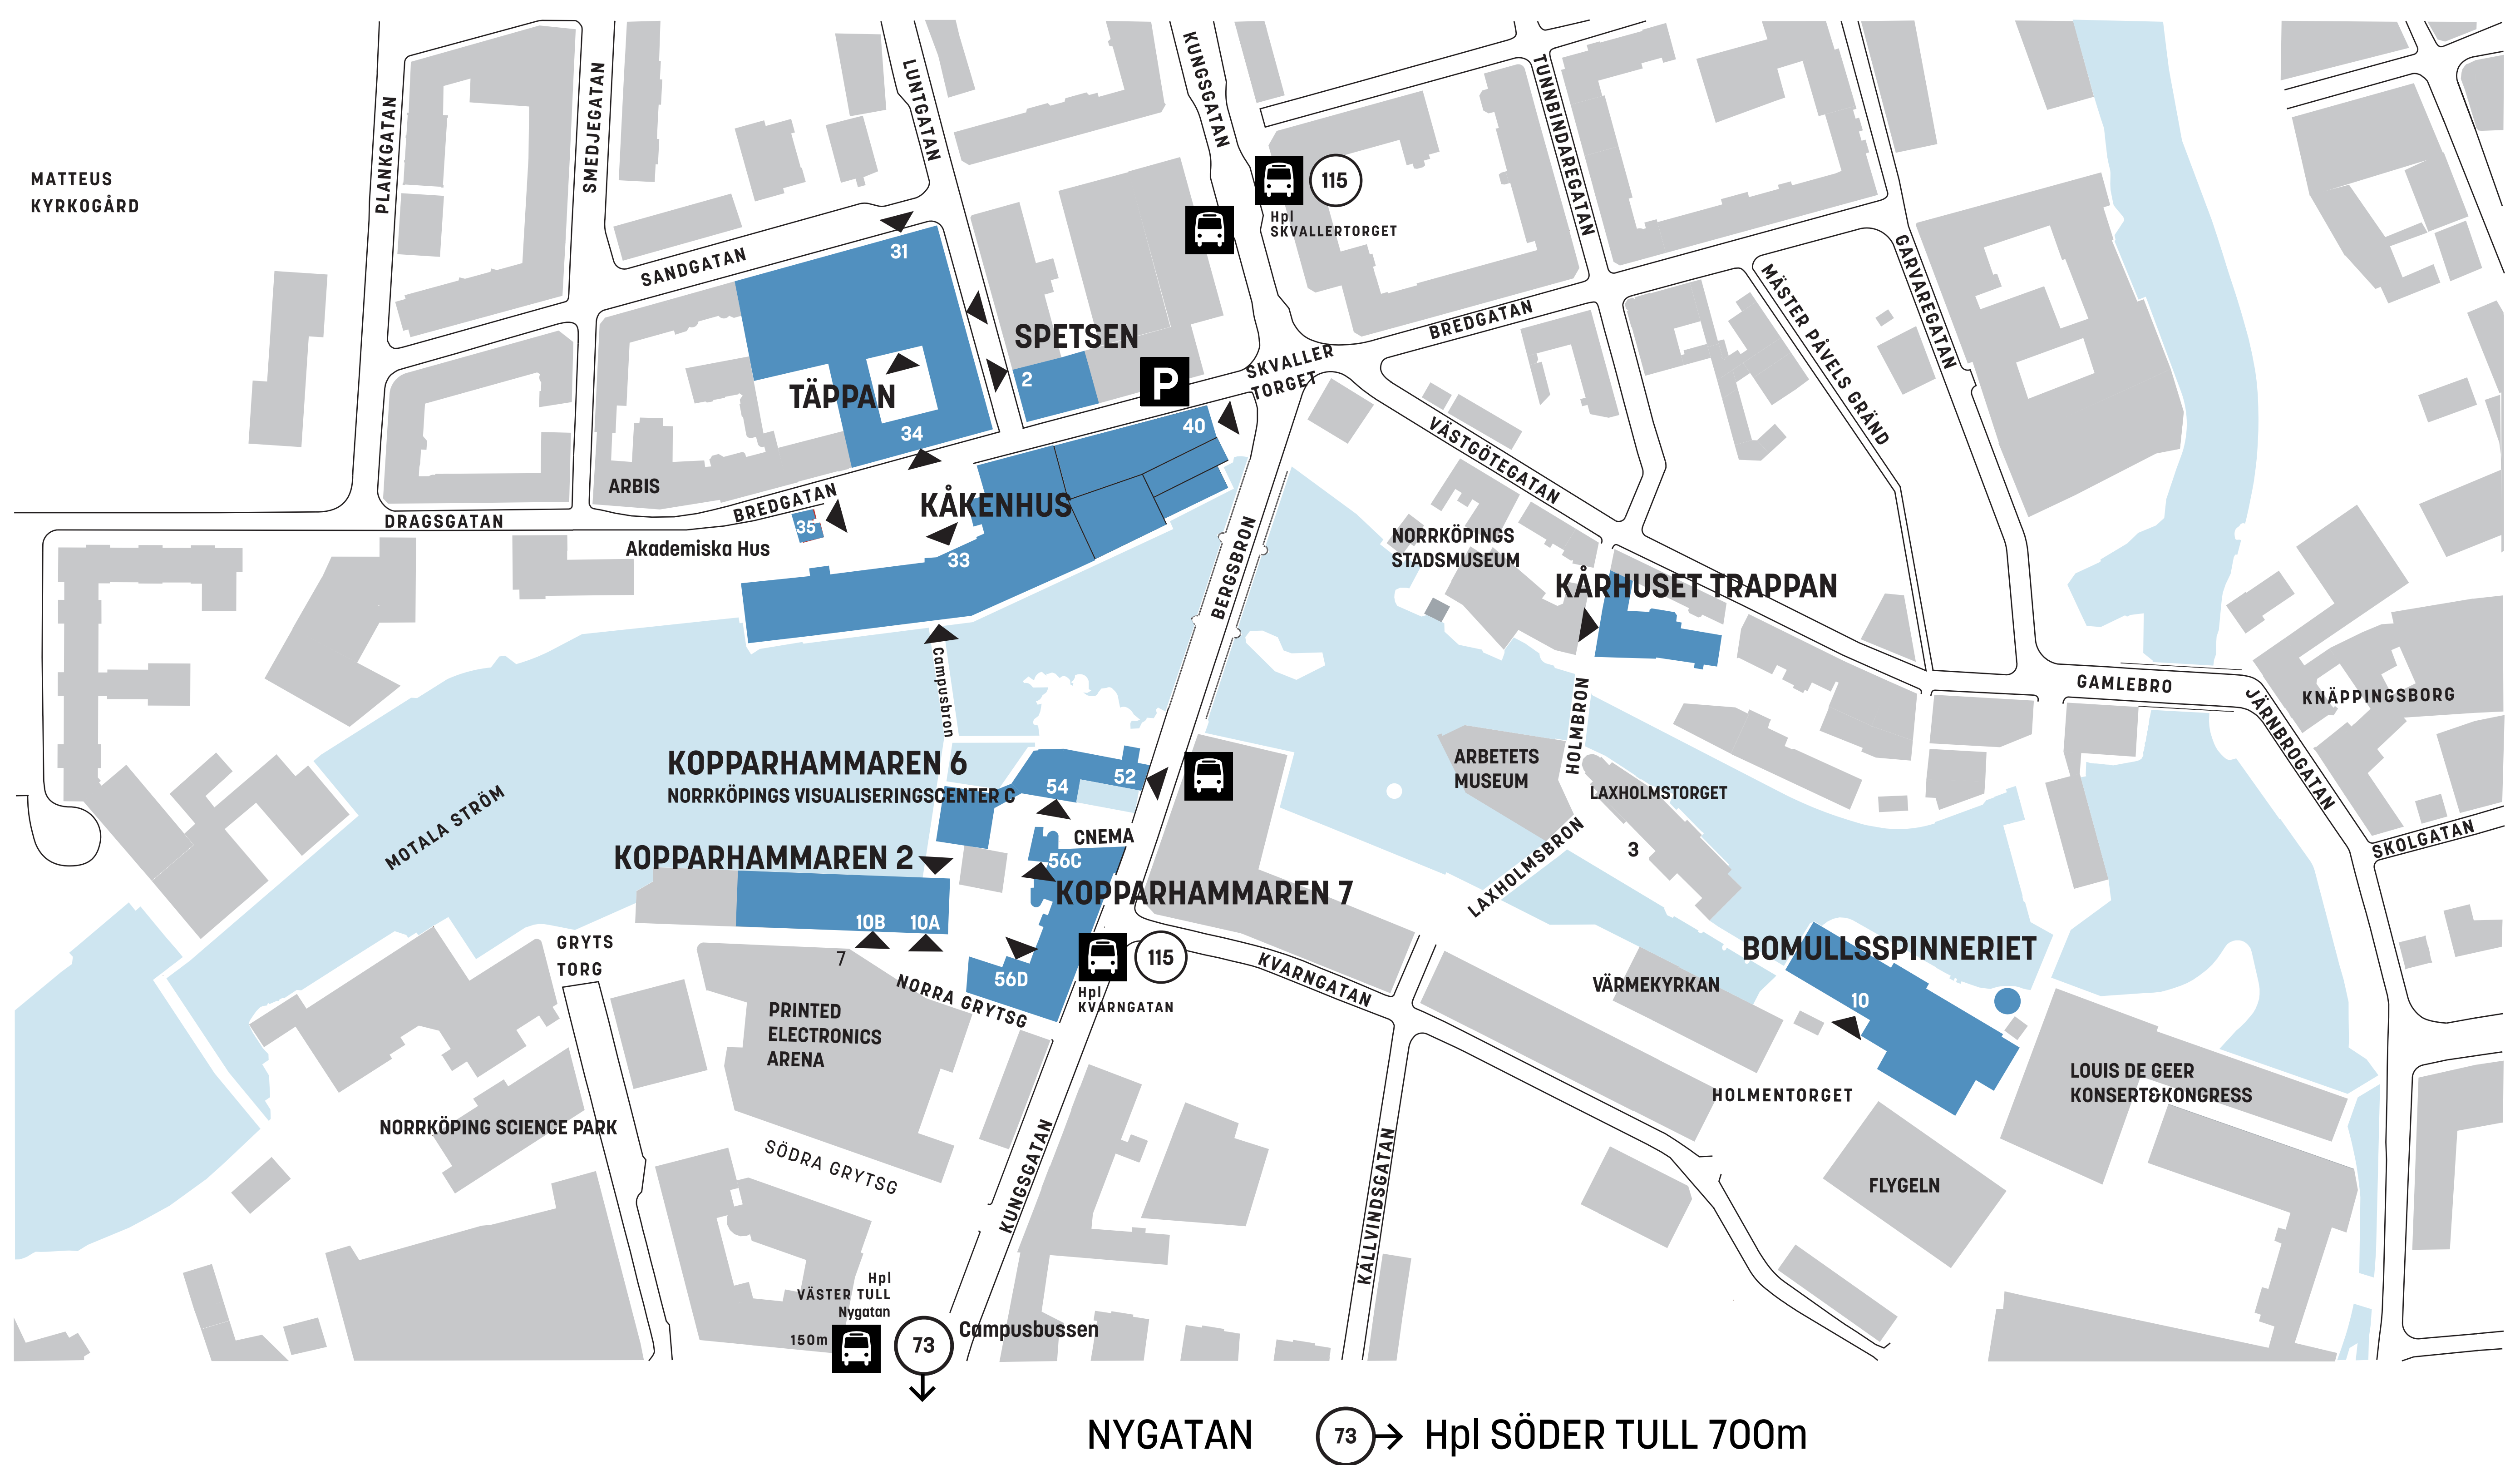 MATTEUS
KYRKOGÅRD
PLANKGATAN
SMEDJEGATAN
LUNTGATAN
KUNGSGATAN
TUNNBINDAREGATAN
115
Hpl
SKVALLERTORGET
SANDGATAN
31
GARVAREGATAN
MÄSTER PÅVELS GRÄND
BREDGATAN
SPETSEN
2
P
SKVALLER
TORGET
TÄPPAN
34
40
VÄSTGÖTEGATAN
ARBIS
BREDGATAN
KÅKENHUS
DRAGSGATAN
35
Akademiska Hus
33
BERGSBRON
NORRKÖPINGS
STADSMUSEUM
KÅRHUSET TRAPPAN
Campusbron
HOLMBRON
GAMLEBRO
JÄRNBROGATAN
KNÄPPINGSBORG
KOPPARHAMMAREN 6
NORRKÖPINGS VISUALISERINGSCENTER C
54
52
ARBETETS
MUSEUM
LAXHOLMSTORGET
MOTALA STRÖM
CNEMA
KOPPARHAMMAREN 2
56C
KOPPARHAMMAREN 7
LAXHOLMSBRON
3
SKOLGATAN
10B
10A
GRYTS
TORG
7
56D
NORRA GRYTSG
115
Hpl
KVARNGATAN
KVARNGATAN
BOMULLSSPINNERIET
VÄRMEKYRKAN
10
PRINTED
ELECTRONICS
ARENA
LOUIS DE GEER
KONSERT&KONGRESS
HOLMENTORGET
NORRKÖPING SCIENCE PARK
SÖDRA GRYTSG
KUNGSGATAN
KÄLLVINDSGATAN
FLYGELN
Hpl
VÄSTER TULL
Nygatan
150m
73
Campusbussen
NYGATAN
73
Hpl SÖDER TULL 700m